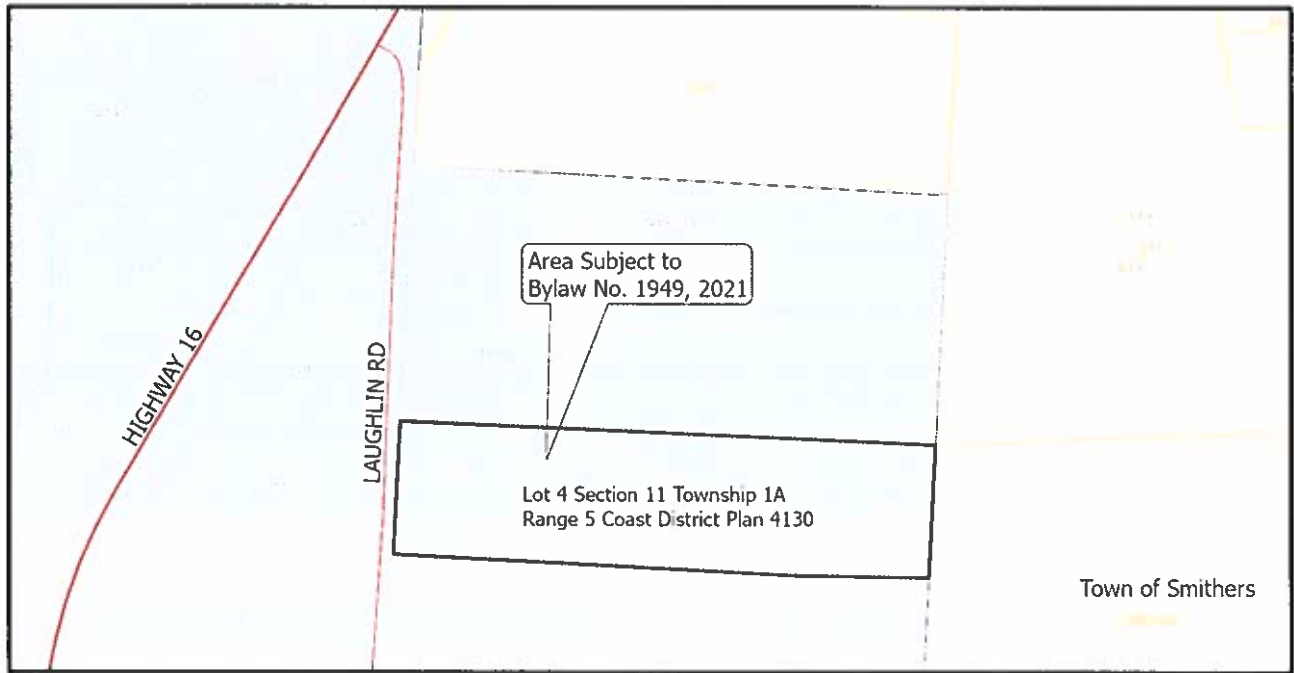 Area Subject to
Bylaw No. 1949, 2021
HIGHWAY 16
LAUGHLIN RD
Lot 4 Section 11 Township 1A
Range 5 Coast District Plan 4130
Town of Smithers